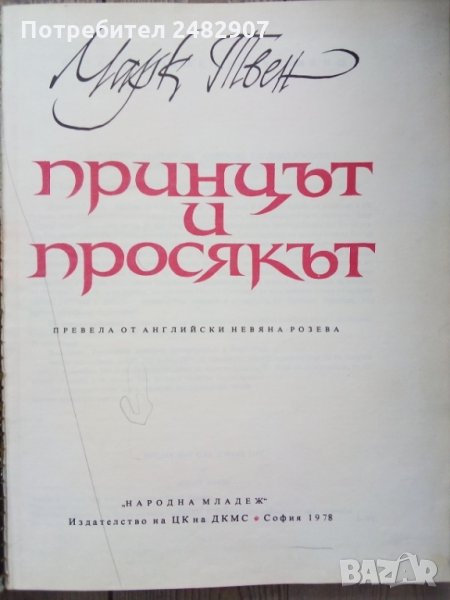 Потребител 2482907
Марк Твен
принцът
и
просякът
ПРЕВЕЛА ОТ АНГЛИЙСКИ НЕВЯНА РОЗЕВА
„НАРОДНА МЛАДЕЖ“
Издателство на ЦК на ДКМС • София 1978
BAZAR